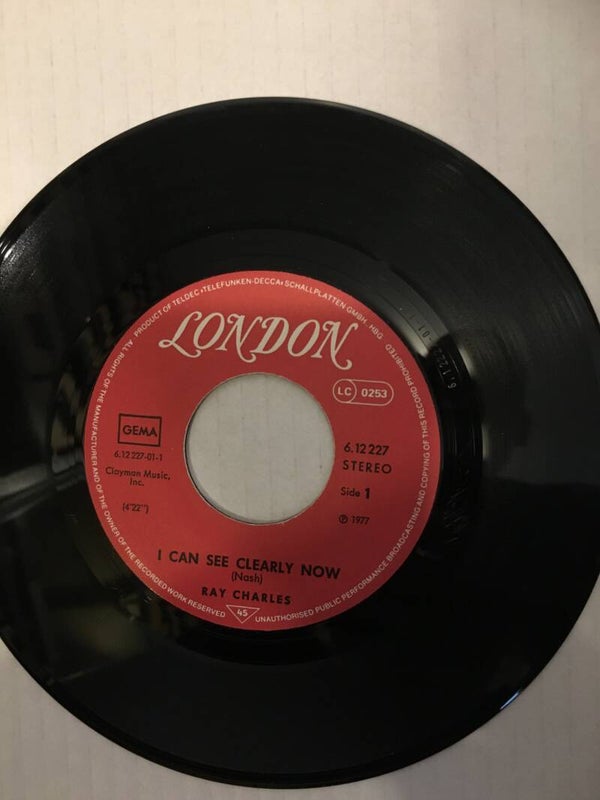 ALL RIGHTS OF THE MANUFACTURER AND OF THE OWNER OF THE RECORDED WORK RESERVED
PRODUCT OF TELDEC »TELEFUNKEN-DECCA« SCHALLPLATTEN GMBH., HBG
UNAUTHORISED PUBLIC PERFORMANCE BROADCASTING AND COPYING OF THIS RECORD PROHIBITED
LONDON
LC 0253
GEMA
6.12 227-01-1
Clayman Music,
Inc.
(4'22")
6.12 227
STEREO
Side 1
℗ 1977
I CAN SEE CLEARLY NOW
(Nash)
RAY CHARLES
45